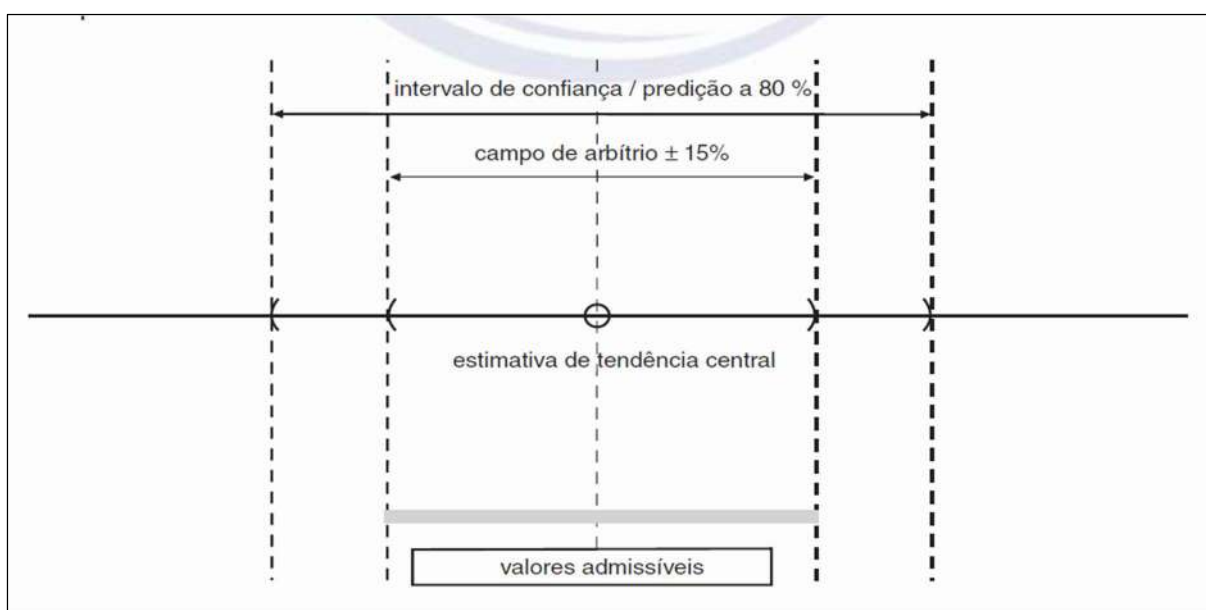 intervalo de confiança / predição a 80 %
campo de arbítrio ± 15%
estimativa de tendência central
valores admissíveis